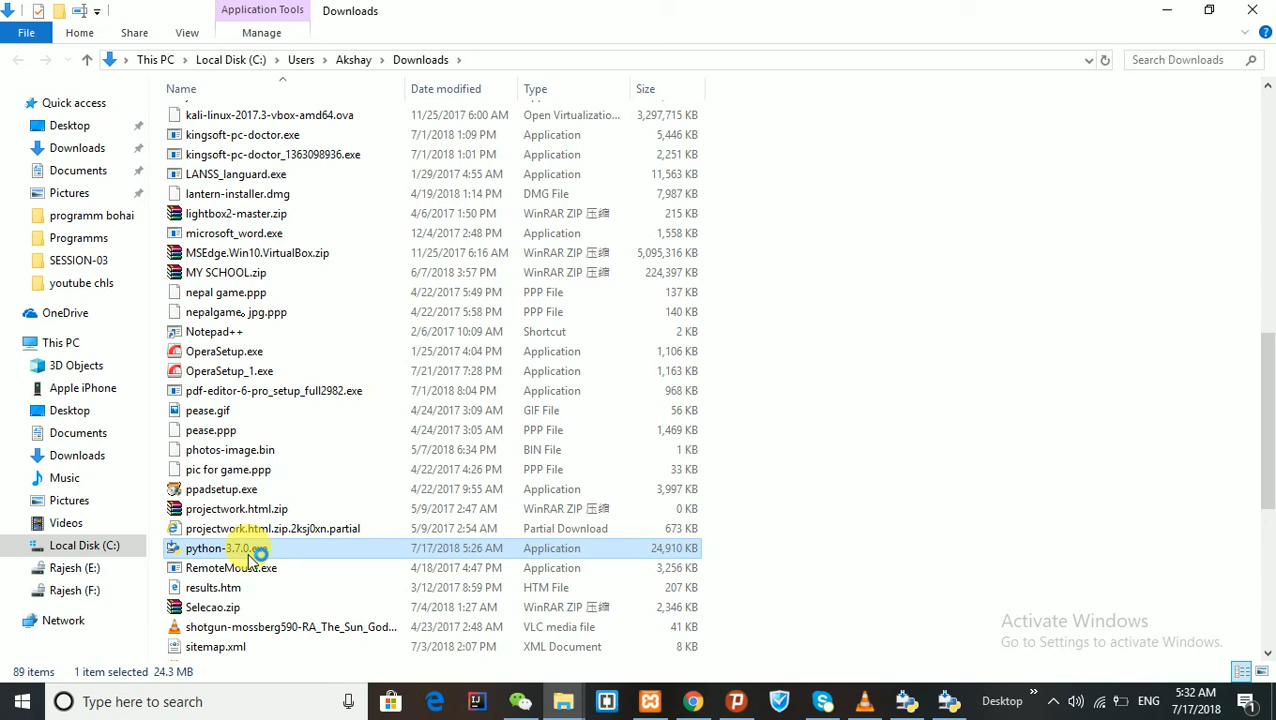 Application Tools
Downloads
File
Home
Share
View
Manage
This PC > Local Disk (C:) > Users > Akshay > Downloads >
Search Downloads
Name
Date modified
Type
Size
Quick access
Desktop
Downloads
Documents
Pictures
programm bohai
Programms
SESSION-03
youtube chls
OneDrive
This PC
3D Objects
Apple iPhone
Desktop
Documents
Downloads
Music
Pictures
Videos
Local Disk (C:)
Rajesh (E:)
Rajesh (F:)
Network
kali-linux-2017.3-vbox-amd64.ova 11/25/2017 6:00 AM Open Virtualizatio... 3,297,715 KB
kingsoft-pc-doctor.exe 7/1/2018 1:09 PM Application 5,446 KB
kingsoft-pc-doctor_1363098936.exe 7/1/2018 1:01 PM Application 2,251 KB
LANSS_languard.exe 1/29/2017 4:55 AM Application 11,563 KB
lantern-installer.dmg 4/19/2018 1:14 PM DMG File 7,987 KB
lightbox2-master.zip 4/6/2017 1:50 PM WinRAR ZIP 压缩 215 KB
microsoft_word.exe 12/4/2017 2:48 PM Application 1,558 KB
MSEdge.Win10.VirtualBox.zip 11/25/2017 6:16 AM WinRAR ZIP 压缩 5,095,316 KB
MY SCHOOL.zip 6/7/2018 3:57 PM WinRAR ZIP 压缩 224,397 KB
nepal game.ppp 4/22/2017 5:49 PM PPP File 137 KB
nepalgame。jpg.ppp 4/22/2017 5:58 PM PPP File 140 KB
Notepad++ 2/6/2017 10:09 AM Shortcut 2 KB
OperaSetup.exe 1/25/2017 4:04 PM Application 1,106 KB
OperaSetup_1.exe 7/21/2017 7:28 PM Application 1,163 KB
pdf-editor-6-pro_setup_full2982.exe 7/1/2018 8:04 PM Application 968 KB
pease.gif 4/24/2017 3:09 AM GIF File 56 KB
pease.ppp 4/24/2017 3:05 AM PPP File 1,469 KB
photos-image.bin 5/7/2018 6:34 PM BIN File 1 KB
pic for game.ppp 4/22/2017 4:26 PM PPP File 33 KB
ppadsetup.exe 4/22/2017 9:55 AM Application 3,997 KB
projectwork.html.zip 5/9/2017 2:47 AM WinRAR ZIP 压缩 0 KB
projectwork.html.zip.2ksj0xn.partial 5/9/2017 2:54 AM Partial Download 673 KB
python-3.7.0.exe 7/17/2018 5:26 AM Application 24,910 KB
RemoteMouse.exe 4/18/2017 4:47 PM Application 3,256 KB
results.htm 3/12/2017 8:59 PM HTM File 207 KB
Selecao.zip 7/4/2018 1:27 AM WinRAR ZIP 压缩 2,346 KB
shotgun-mossberg590-RA_The_Sun_God... 4/23/2017 2:48 AM VLC media file 41 KB
sitemap.xml 7/3/2018 2:07 PM XML Document 8 KB
Activate Windows
Go to Settings to activate Windows.
89 items 1 item selected 24.3 MB
Type here to search
Desktop
ENG
5:32 AM
7/17/2018
1